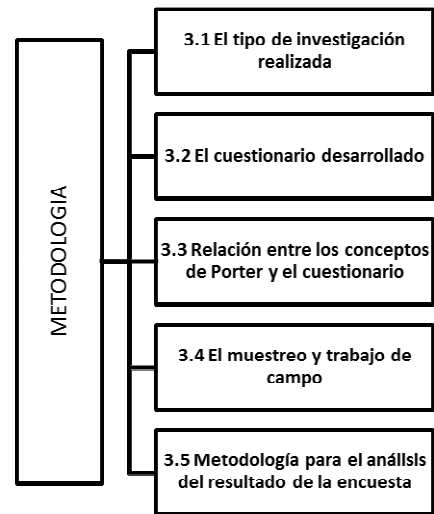 METODOLOGIA
3.1 El tipo de investigación
realizada
3.2 El cuestionario desarrollado
3.3 Relación entre los conceptos
de Porter y el cuestionario
3.4 El muestreo y trabajo de
campo
3.5 Metodología para el análisis
del resultado de la encuesta